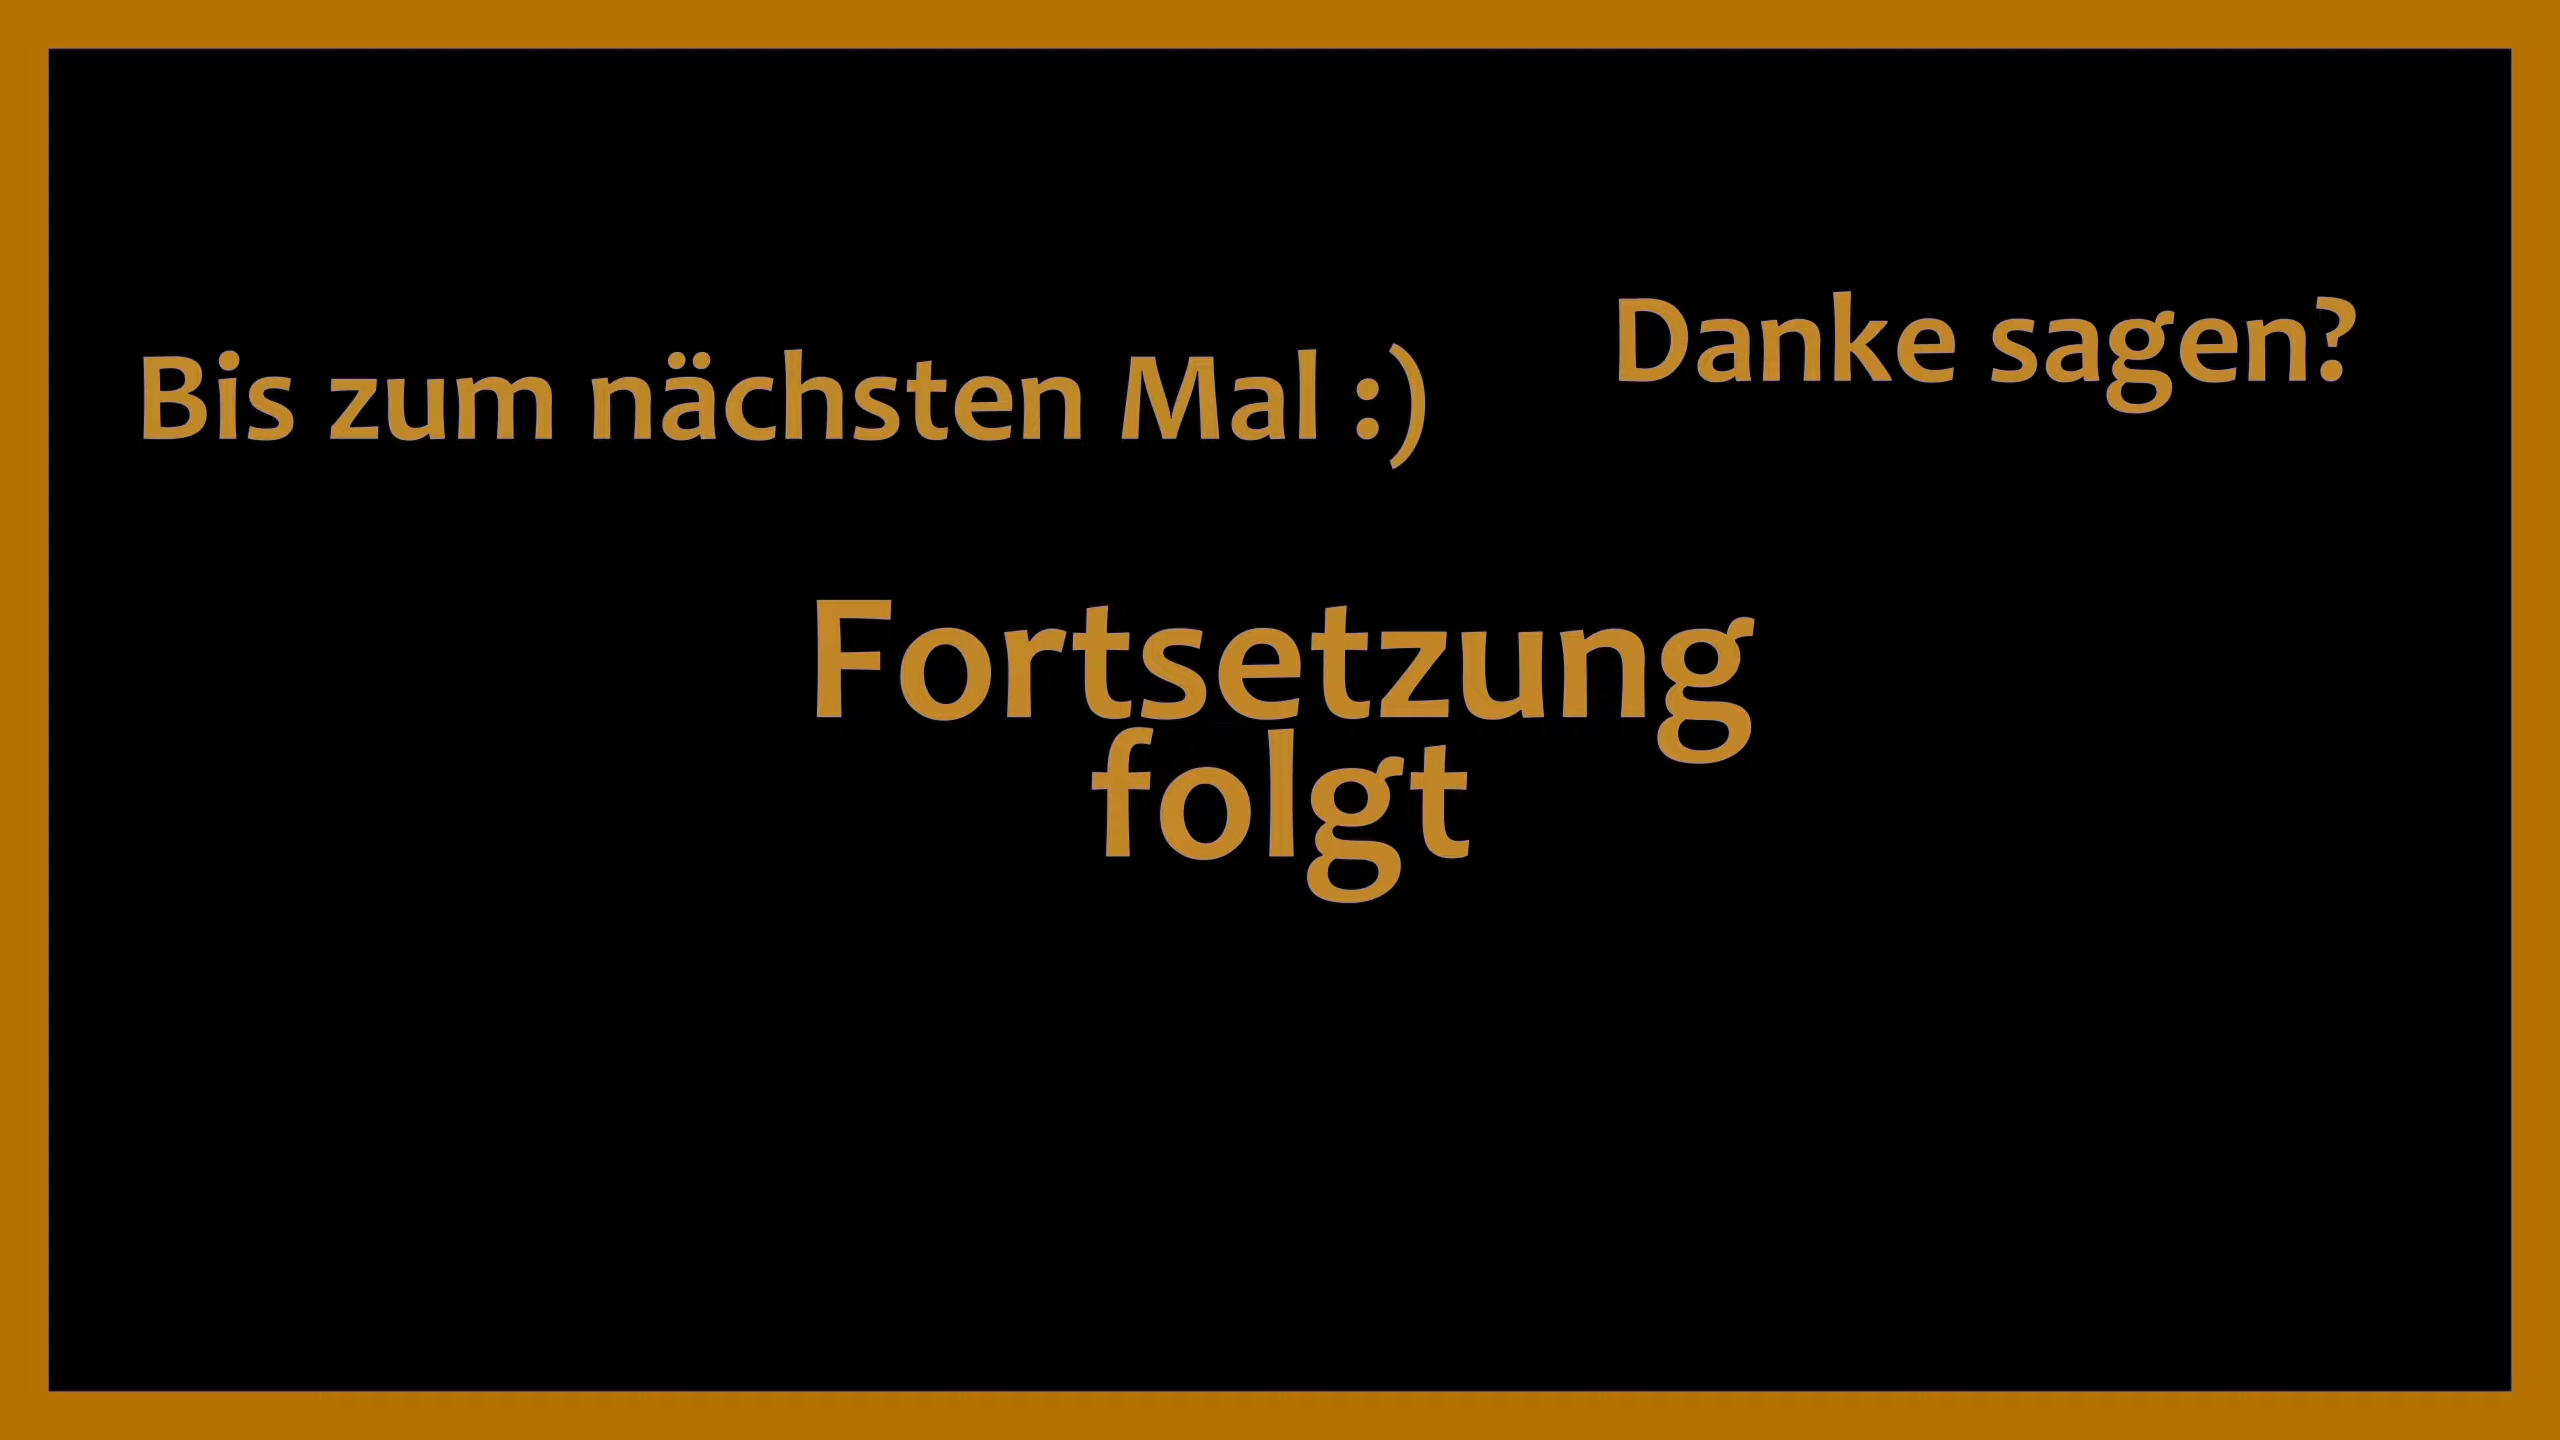 Bis zum nächsten Mal :)
Danke sagen?
Fortsetzung
folgt